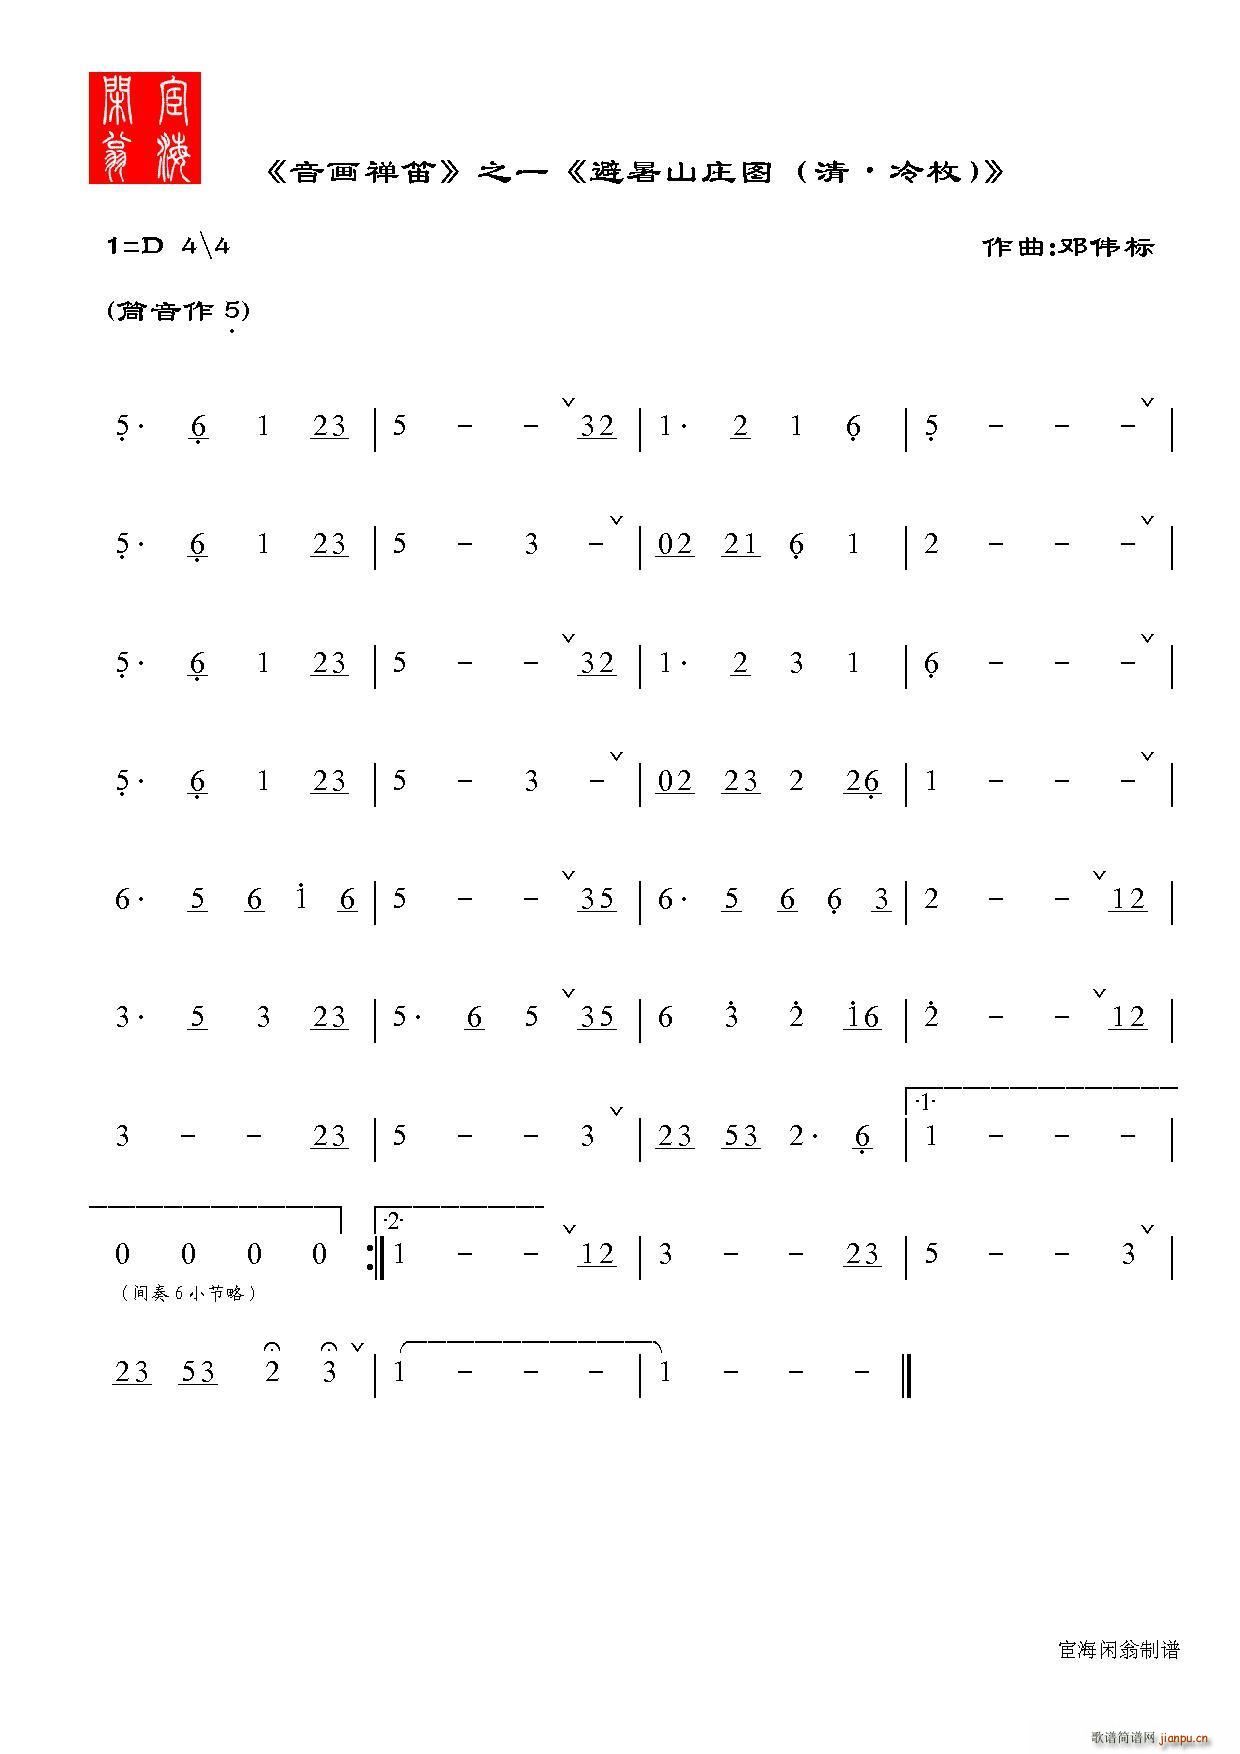 宦海
閑翁
《音画禅笛》之一《避暑山庄图（清·冷枚)》
1=D 4\4 作曲:邓伟标
(筒音作5̣)
5̣· 6̣ 1 23 | 5 - - ˅ 32 | 1· 2 1 6̣ | 5̣ - - - ˅ |
5̣· 6̣ 1 23 | 5 - 3 - ˅ | 02 21 6̣ 1 | 2 - - - ˅ |
5̣· 6̣ 1 23 | 5 - - ˅ 32 | 1· 2 3 1 | 6̣ - - - ˅ |
5̣· 6̣ 1 23 | 5 - 3 - ˅ | 02 23 2 26̣ | 1 - - - ˅ |
6· 5 6 1̇ 6 | 5 - - ˅ 35 | 6· 5 6 6̣ 3 | 2 - - ˅ 12 |
3· 5 3 23 | 5· 6 5 ˅ 35 | 6 3̇ 2̇ 1̇6 | 2̇ - - ˅ 12 |
·1·
3 - - 23 | 5 - - 3 ˅ | 23 53 2· 6̣ | 1 - - - |
·2·
0 0 0 0 :‖ 1 - - ˅ 12 | 3 - - 23 | 5 - - 3 ˅ |
（间奏6小节略）
23 53 2 3 ˅ | 1 - - - | 1 - - - ‖
宦海闲翁制谱
歌谱简谱网 jianpu.cn